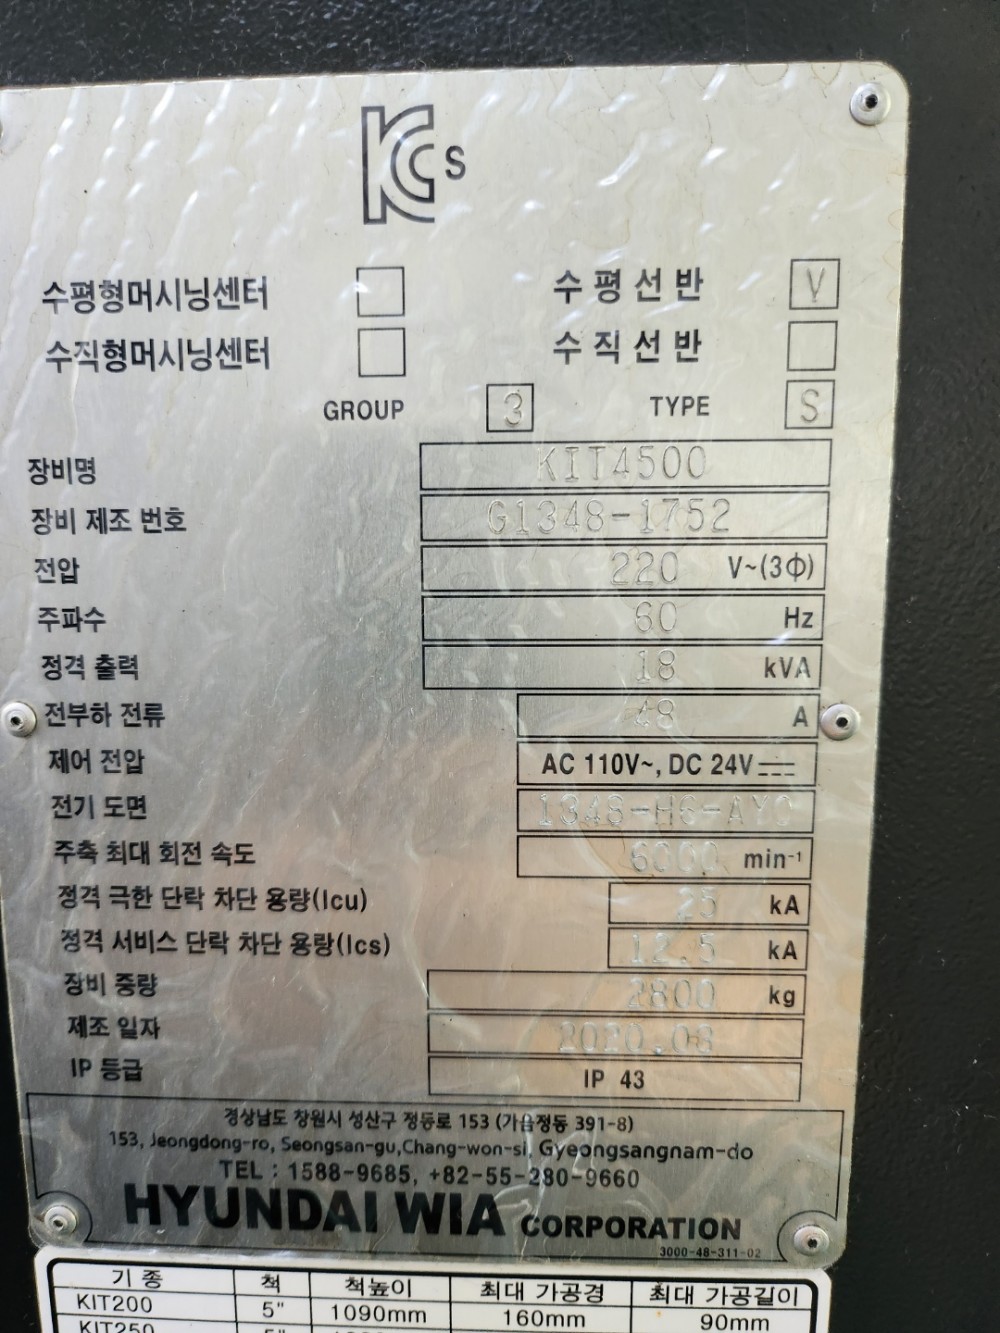 KCs
수평형머시닝센터 수평선반 V
수직형머시닝센터 수직선반
GROUP 3 TYPE S
장비명 KIT4500
장비 제조 번호 G1348-1752
전압 220 V~(3Φ)
주파수 60 Hz
정격 출력 18 kVA
전부하 전류 48 A
제어 전압 AC 110V~, DC 24V
전기 도면
주축 최대 회전 속도 6000 min-1
정격 극한 단락 차단 용량(Icu) 25 kA
정격 서비스 단락 차단 용량(Ics) 12.5 kA
장비 중량 2800 kg
제조 일자 2020.08
IP 등급 IP 43
경상남도 창원시 성산구 정동로 153 (가음정동 391-8)
153, Jeongdong-ro, Seongsan-gu,Chang-won-si, Gyeongsangnam-do
TEL : 1588-9685, +82-55-280-9660
HYUNDAI WIA CORPORATION
3000-48-311-02
기 종 척 척높이 최대 가공경 최대 가공길이
KIT200 5" 1090mm 160mm 90mm
KIT250